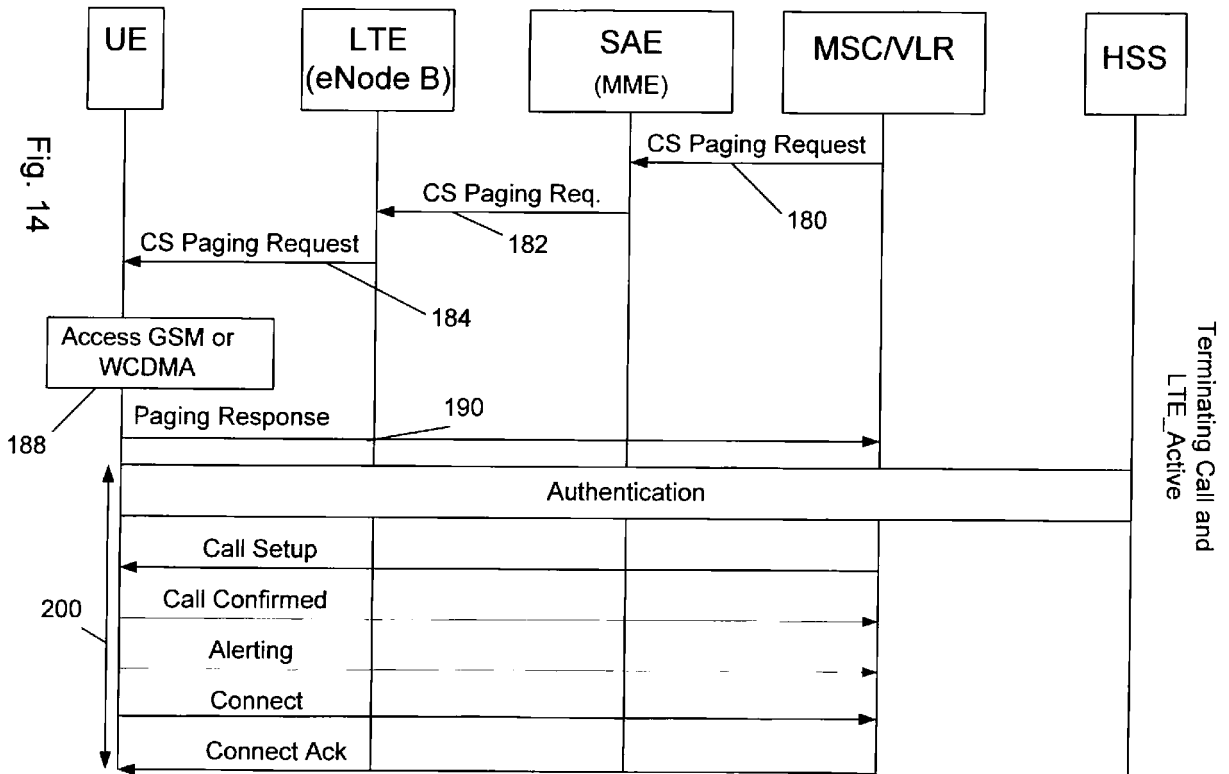 UE
LTE
(eNode B)
SAE
(MME)
MSC/VLR
HSS
CS Paging Request
180
CS Paging Req.
182
CS Paging Request
184
Fig. 14
Access GSM or
WCDMA
188
Paging Response
190
Terminating Call and
LTE_Active
Authentication
Call Setup
Call Confirmed
200
Alerting
Connect
Connect Ack